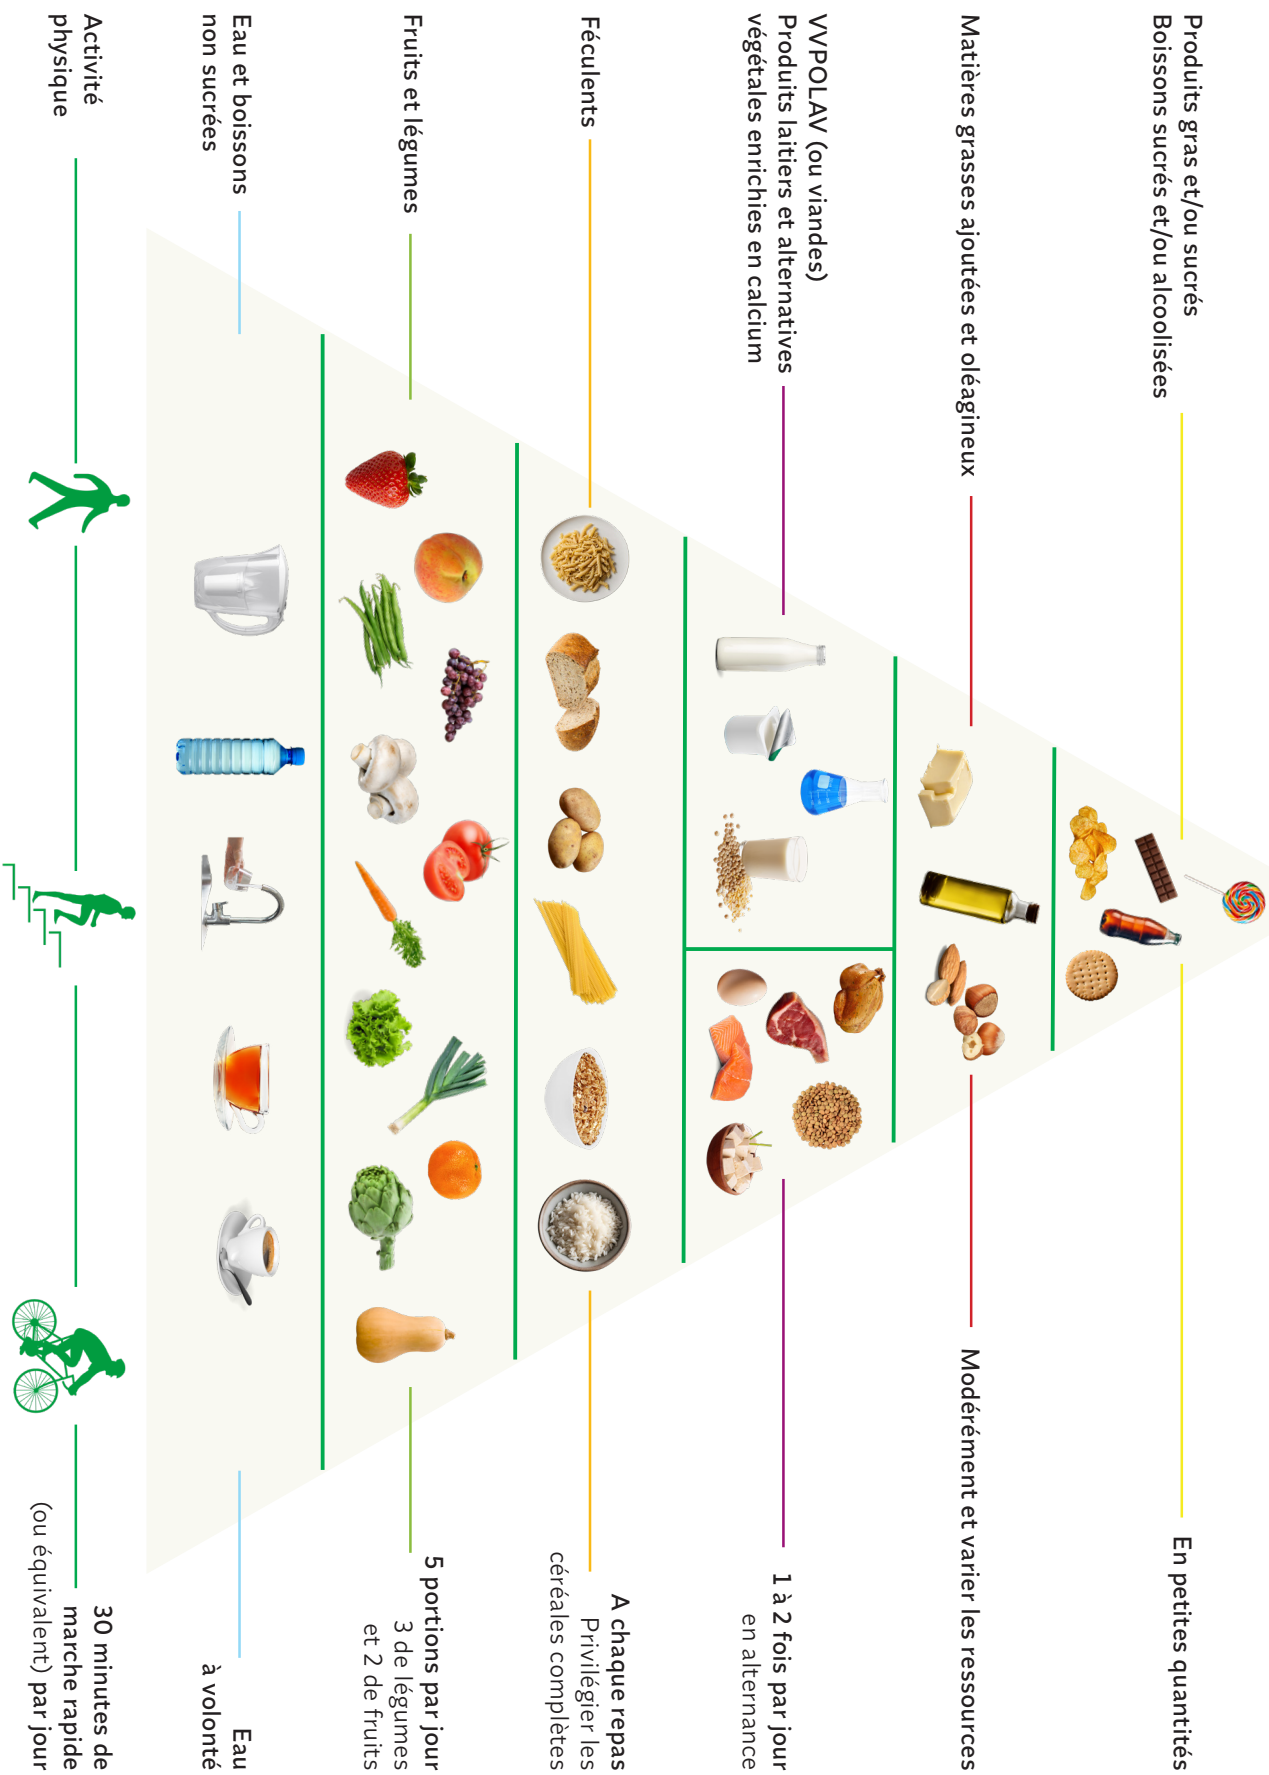 Produits gras et/ou sucrés
Boissons sucrés et/ou alcoolisées
En petites quantités
Matières grasses ajoutées et oléagineux
Modérément et varier les ressources
VVPOLAV (ou viandes)
Produits laitiers et alternatives
végétales enrichies en calcium
1 à 2 fois par jour
en alternance
Féculents
A chaque repas
Privilégier les
céréales complètes
Fruits et légumes
5 portions par jour
3 de légumes
et 2 de fruits
Eau et boissons
non sucrées
Eau
à volonté
Activité
physique
30 minutes de
marche rapide
(ou équivalent) par jour